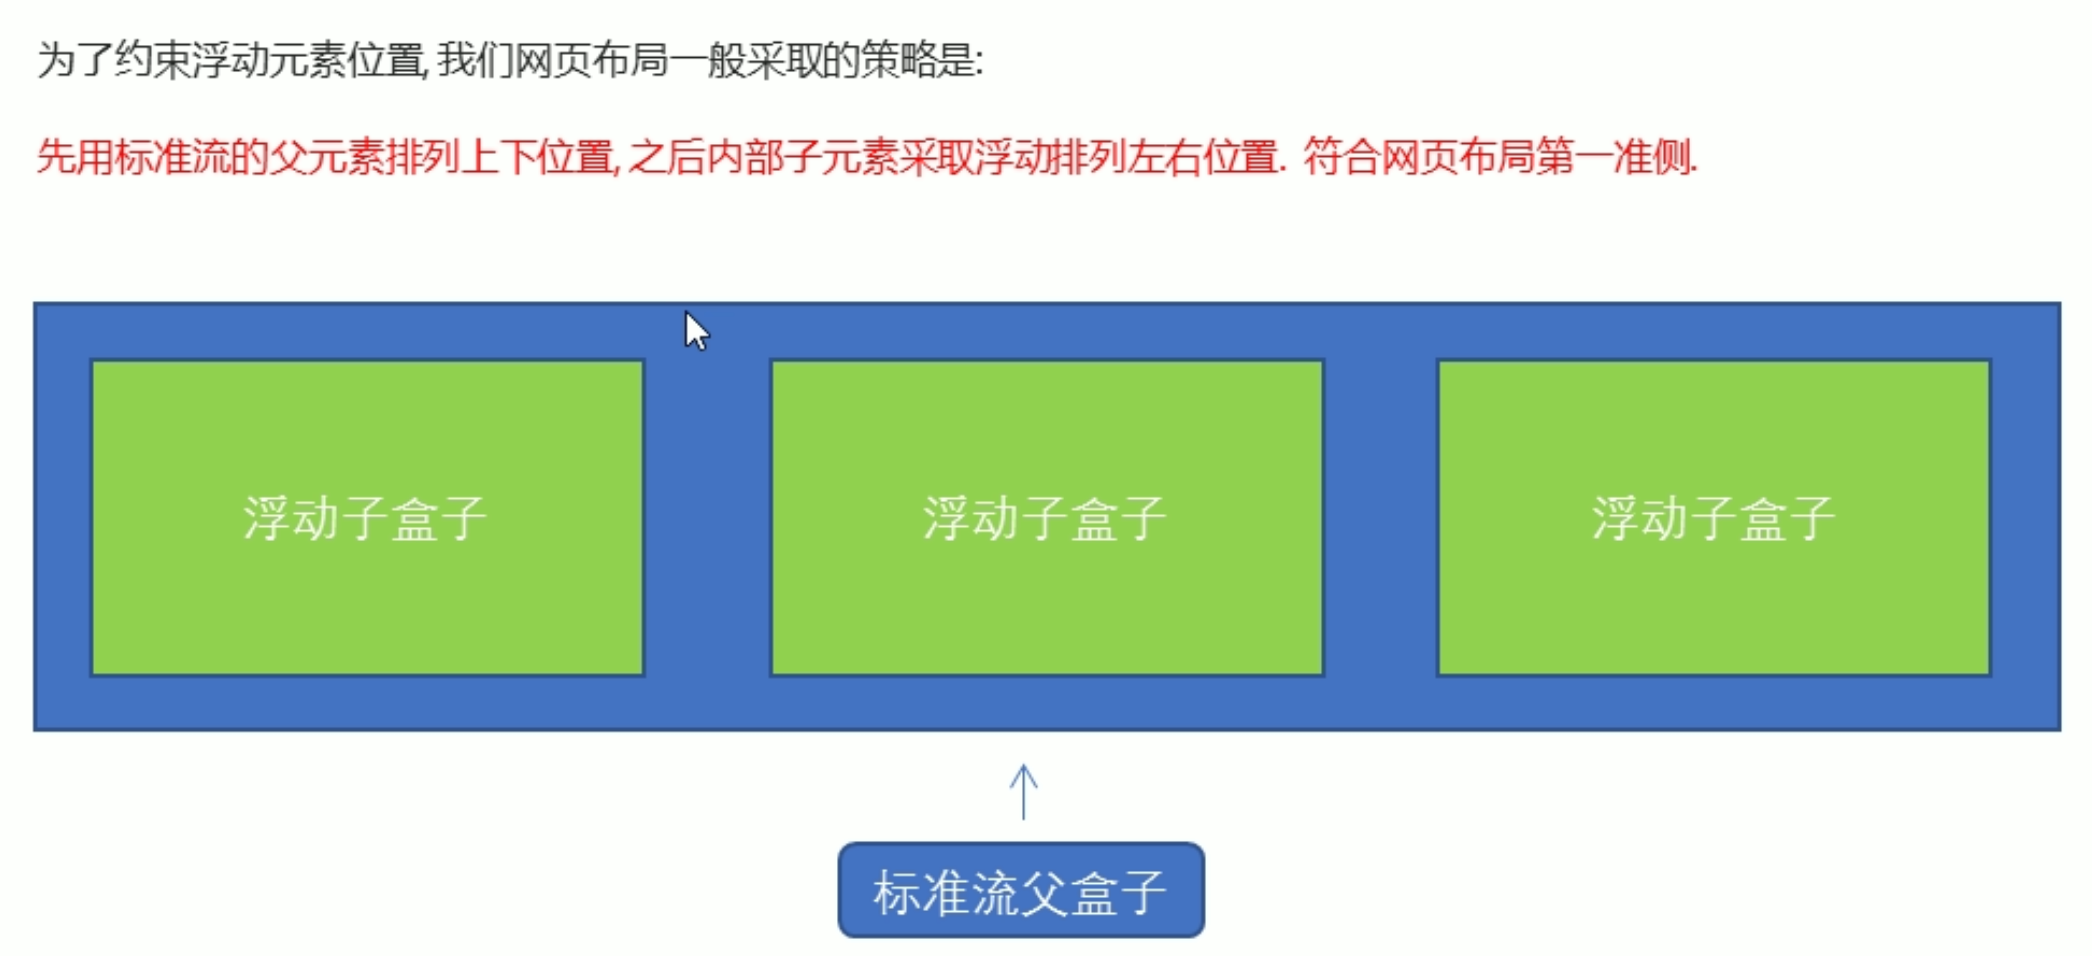 为了约束浮动元素位置, 我们网页布局一般采取的策略是:
先用标准流的父元素排列上下位置, 之后内部子元素采取浮动排列左右位置. 符合网页布局第一准侧.
浮动子盒子
浮动子盒子
浮动子盒子
标准流父盒子